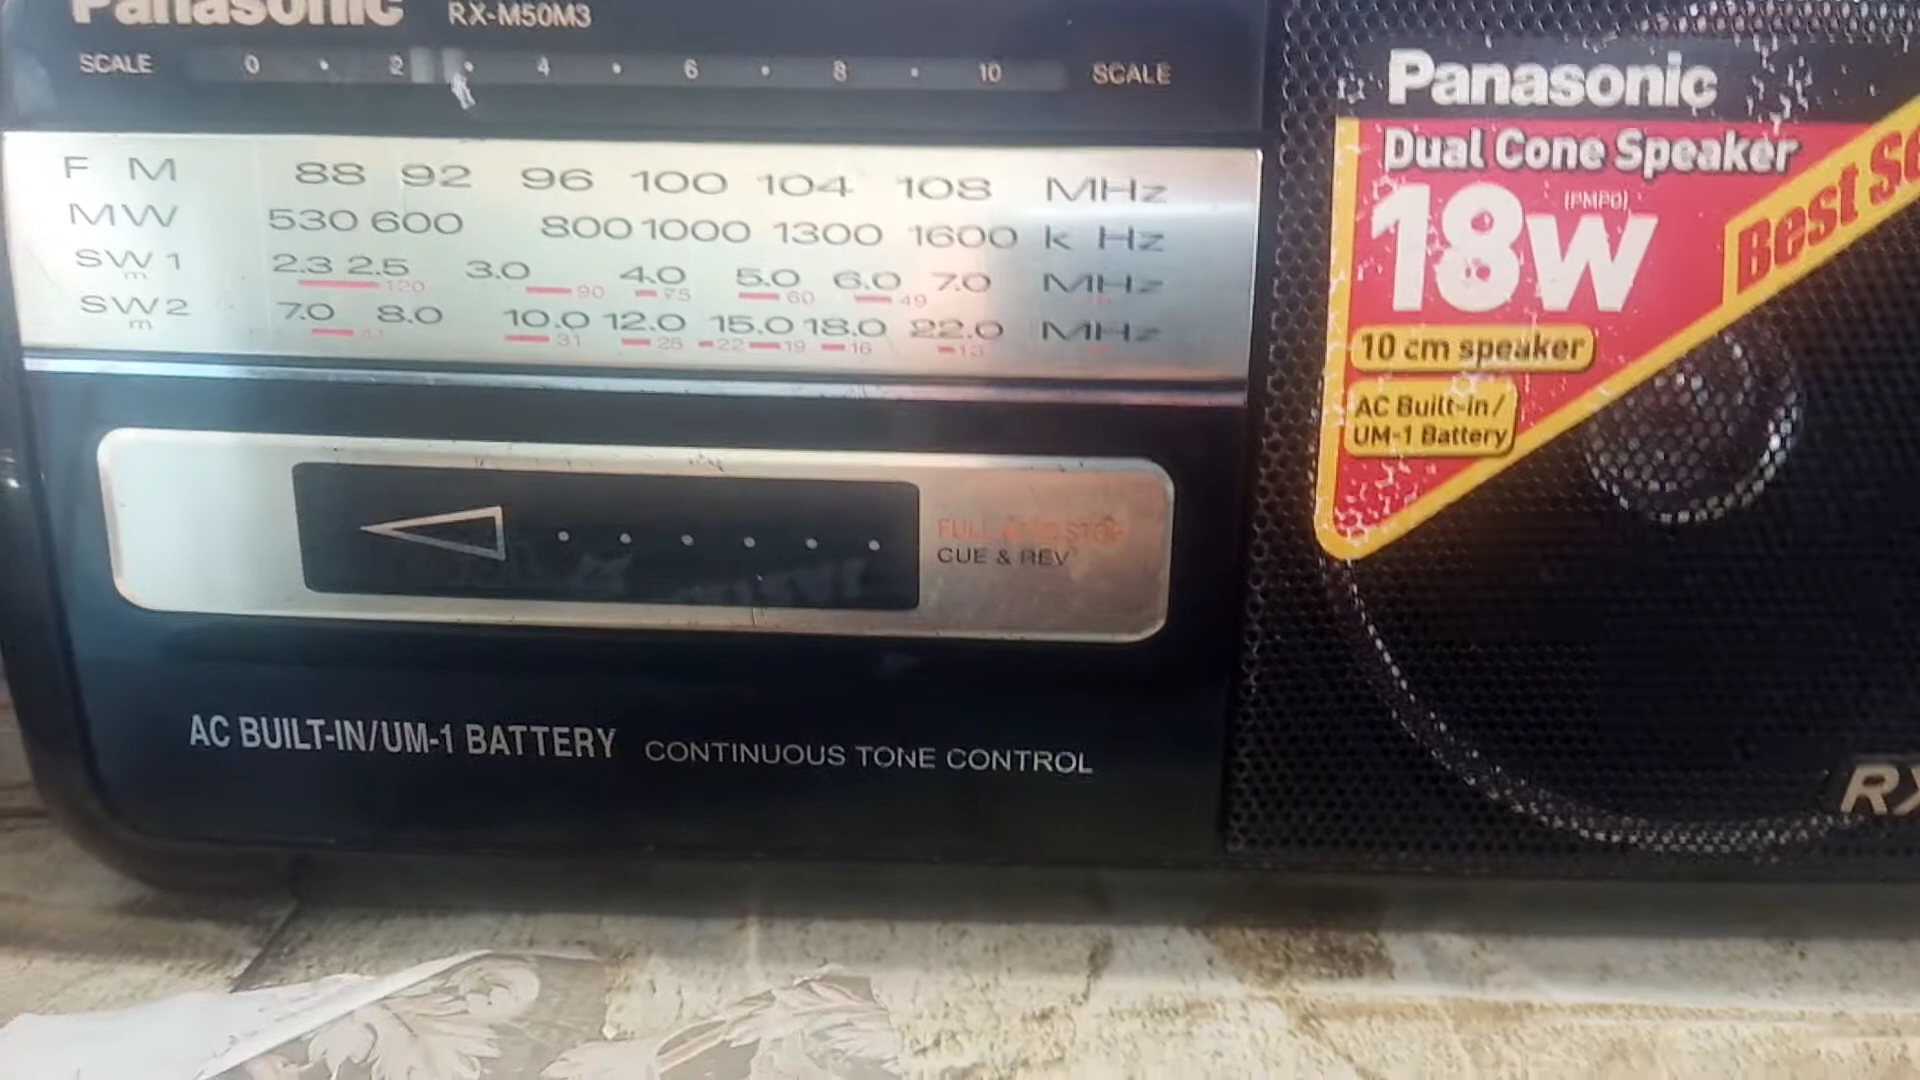 Panasonic RX-M50M3
SCALE 0 • 2 • 4 • 6 • 8 • 10 SCALE
FM 88 92 96 100 104 108 MHz
MW 530 600 800 1000 1300 1600 kHz
SW1 2.3 2.5 3.0 4.0 5.0 6.0 7.0 MHz
m 120 90 75 60 49
SW2 7.0 8.0 10.0 12.0 15.0 18.0 22.0 MHz
m 41 31 25 22 19 16 13
FULL AUTO STOP
CUE & REV
AC BUILT-IN/UM-1 BATTERY CONTINUOUS TONE CONTROL
Panasonic
Dual Cone Speaker
18W
(PMPO)
Best
10 cm speaker
AC Built-in/
UM-1 Battery